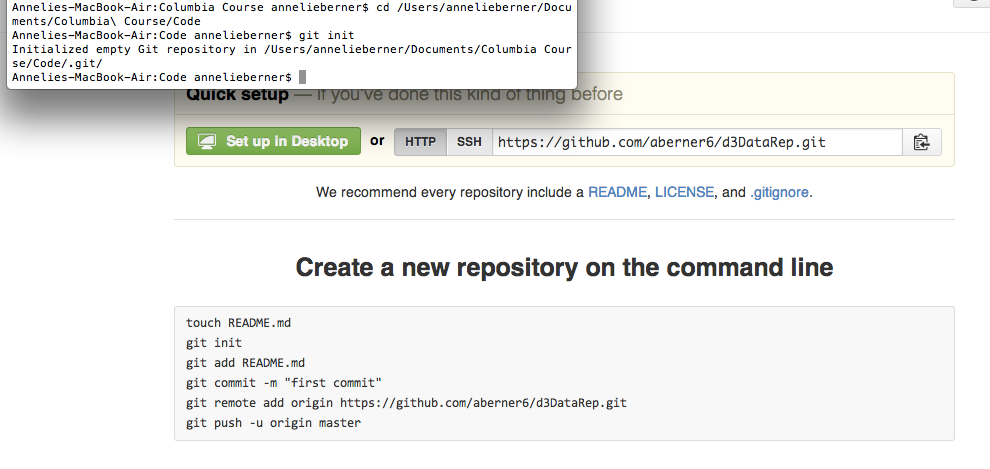 Annelies-MacBook-Air:Columbia Course annelieberner$ cd /Users/annelieberner/Docu
ments/Columbia\ Course/Code
Annelies-MacBook-Air:Code annelieberner$ git init
Initialized empty Git repository in /Users/annelieberner/Documents/Columbia Cour
se/Code/.git/
Annelies-MacBook-Air:Code annelieberner$
Quick setup — If you've done this kind of thing before
Set up in Desktop or HTTP SSH https://github.com/aberner6/d3DataRep.git
We recommend every repository include a README, LICENSE, and .gitignore.
Create a new repository on the command line
touch README.md
git init
git add README.md
git commit -m "first commit"
git remote add origin https://github.com/aberner6/d3DataRep.git
git push -u origin master